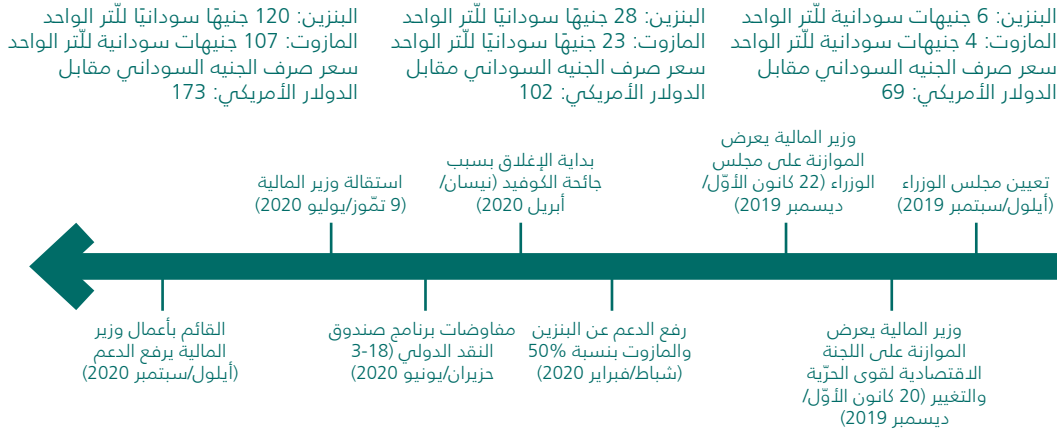 البنزين: 6 جنيهات سودانية للّتر الواحد
المازوت: 4 جنيهات سودانية للّتر الواحد
سعر صرف الجنيه السوداني مقابل
الدولار الأمريكي: 69
البنزين: 28 جنيهًا سودانيًا للّتر الواحد
المازوت: 23 جنيهًا سودانيًا للّتر الواحد
سعر صرف الجنيه السوداني مقابل
الدولار الأمريكي: 102
البنزين: 120 جنيهًا سودانيًا للّتر الواحد
المازوت: 107 جنيهات سودانية للّتر الواحد
سعر صرف الجنيه السوداني مقابل
الدولار الأمريكي: 173
تعيين مجلس الوزراء
(أيلول/سبتمبر 2019)
وزير المالية يعرض
الموازنة على مجلس
الوزراء (22 كانون الأوّل/
ديسمبر 2019)
بداية الإغلاق بسبب
جائحة الكوفيد (نيسان/
أبريل 2020)
استقالة وزير المالية
(9 تمّوز/يوليو 2020)
وزير المالية يعرض
الموازنة على اللجنة
الاقتصادية لقوى الحرّية
والتغيير (20 كانون الأوّل/
ديسمبر 2019)
رفع الدعم عن البنزين
والمازوت بنسبة 50%
(شباط/فبراير 2020)
مفاوضات برنامج صندوق
النقد الدولي (18-3
حزيران/يونيو 2020)
القائم بأعمال وزير
المالية يرفع الدعم
(أيلول/سبتمبر 2020)